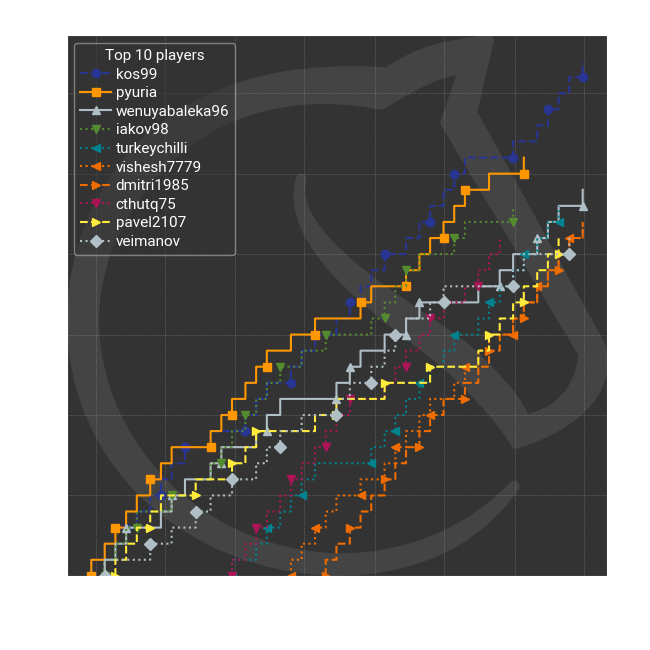 Top 10 players
kos99
pyuria
wenuyabaleka96
iakov98
turkeychilli
vishesh7779
dmitri1985
cthutq75
pavel2107
veimanov